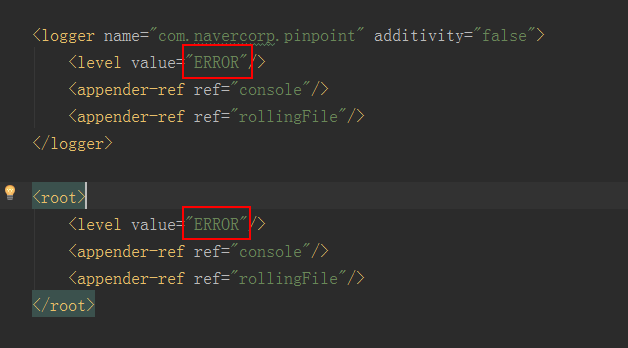 <logger name="com.navercorp.pinpoint" additivity="false">
<level value="ERROR"/>
<appender-ref ref="console"/>
<appender-ref ref="rollingFile"/>
</logger>
<root>
<level value="ERROR"/>
<appender-ref ref="console"/>
<appender-ref ref="rollingFile"/>
</root>